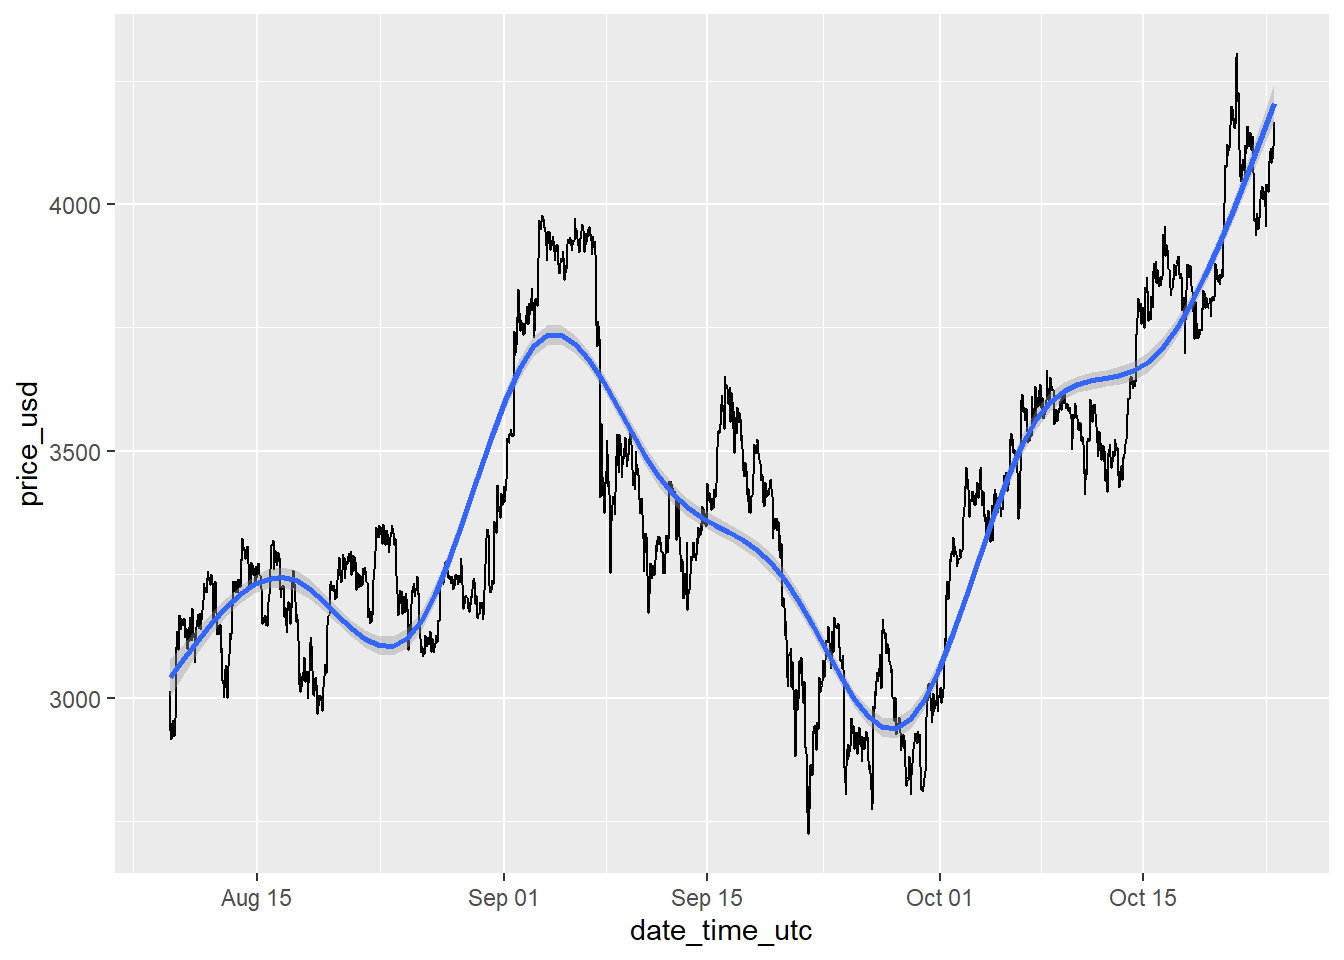 price_usd
4000
3500
3000
Aug 15
Sep 01
Sep 15
Oct 01
Oct 15
date_time_utc